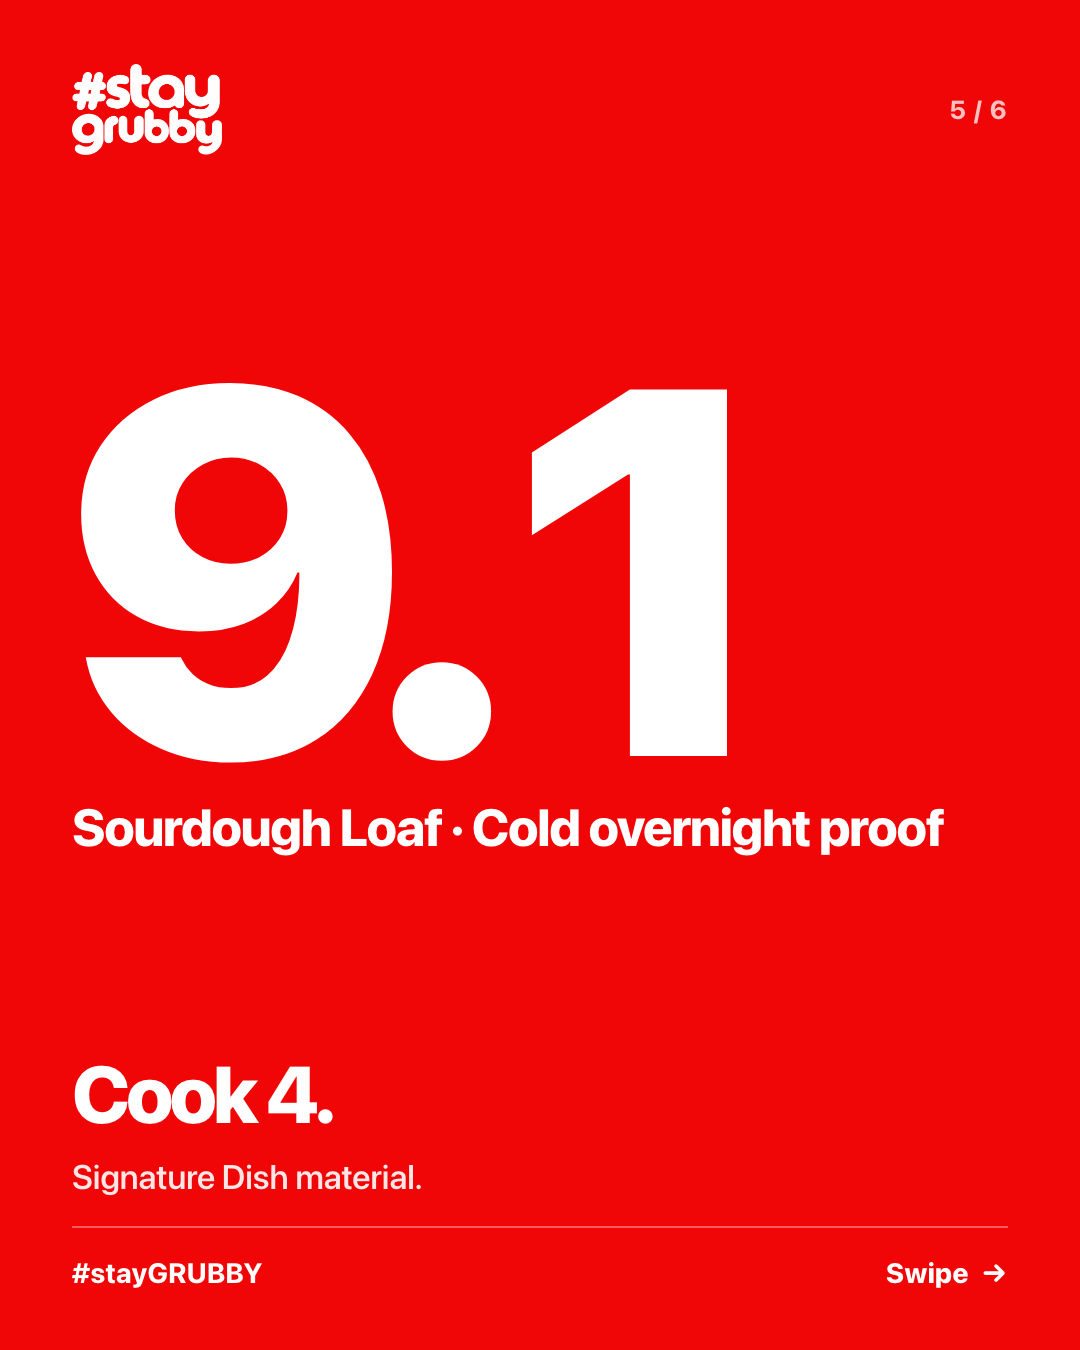 #stay
grubby
5 / 6
9.1
Sourdough Loaf · Cold overnight proof
Cook 4.
Signature Dish material.
#stayGRUBBY
Swipe →